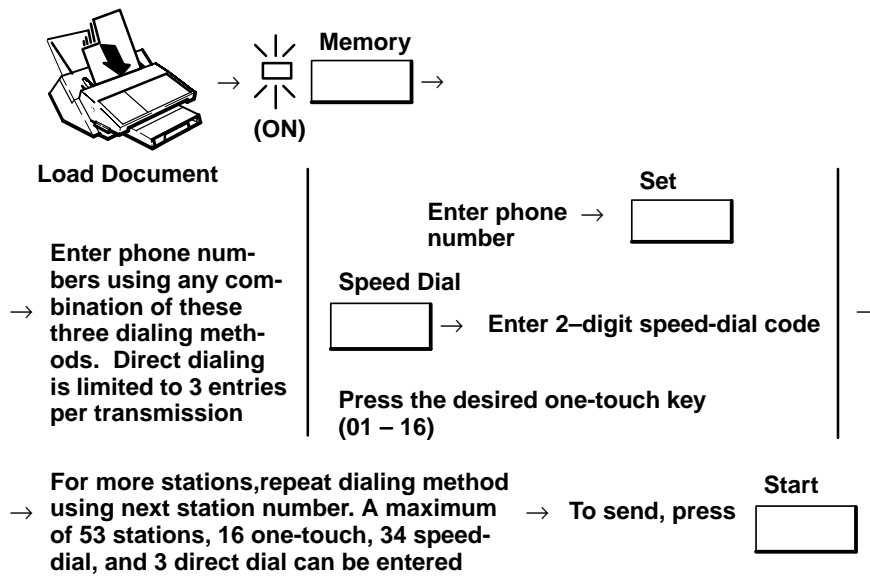 Memory
→ →
(ON)
Load Document
→ Enter phone num-
bers using any com-
bination of these
three dialing meth-
ods.  Direct dialing
is limited to 3 entries
per transmission
Set
Enter phone →
number
Speed Dial
→ Enter 2–digit speed-dial code
Press the desired one-touch key
(01 – 16)
→ For more stations,repeat dialing method
using next station number. A maximum
of 53 stations, 16 one-touch, 34 speed-
dial, and 3 direct dial can be entered
→ To send, press
Start